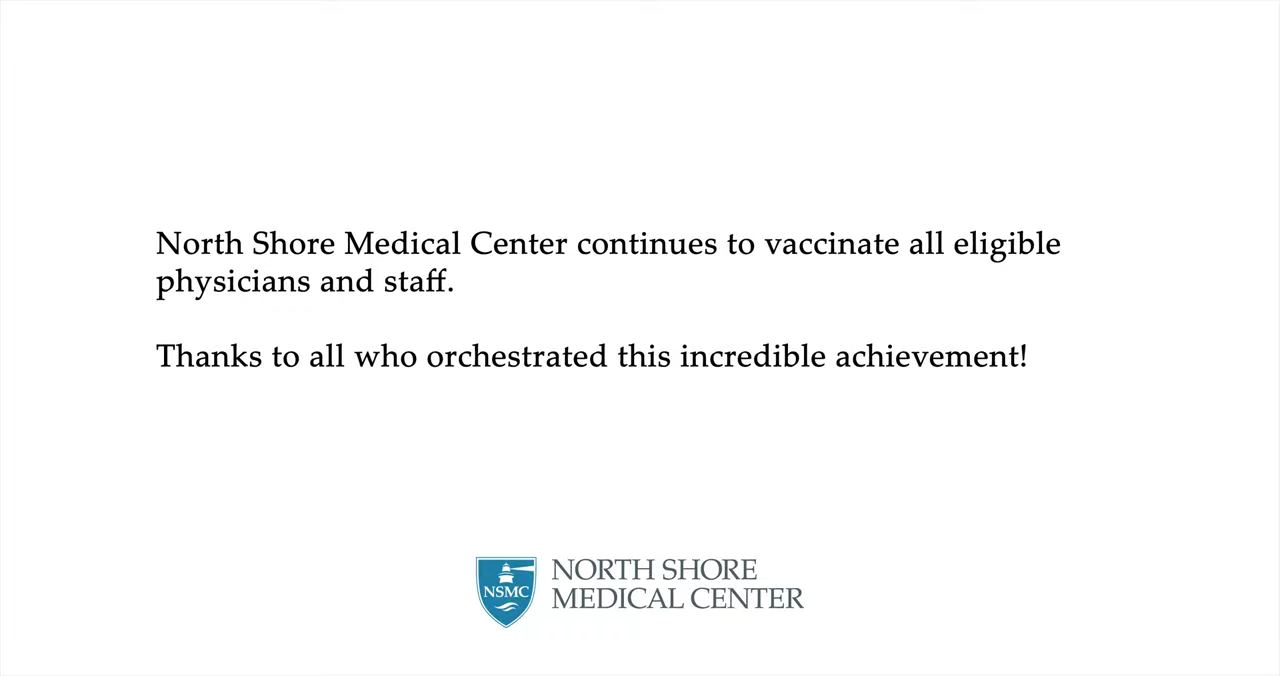 North Shore Medical Center continues to vaccinate all eligible
physicians and staff.
Thanks to all who orchestrated this incredible achievement!
NSMC
NORTH SHORE
MEDICAL CENTER